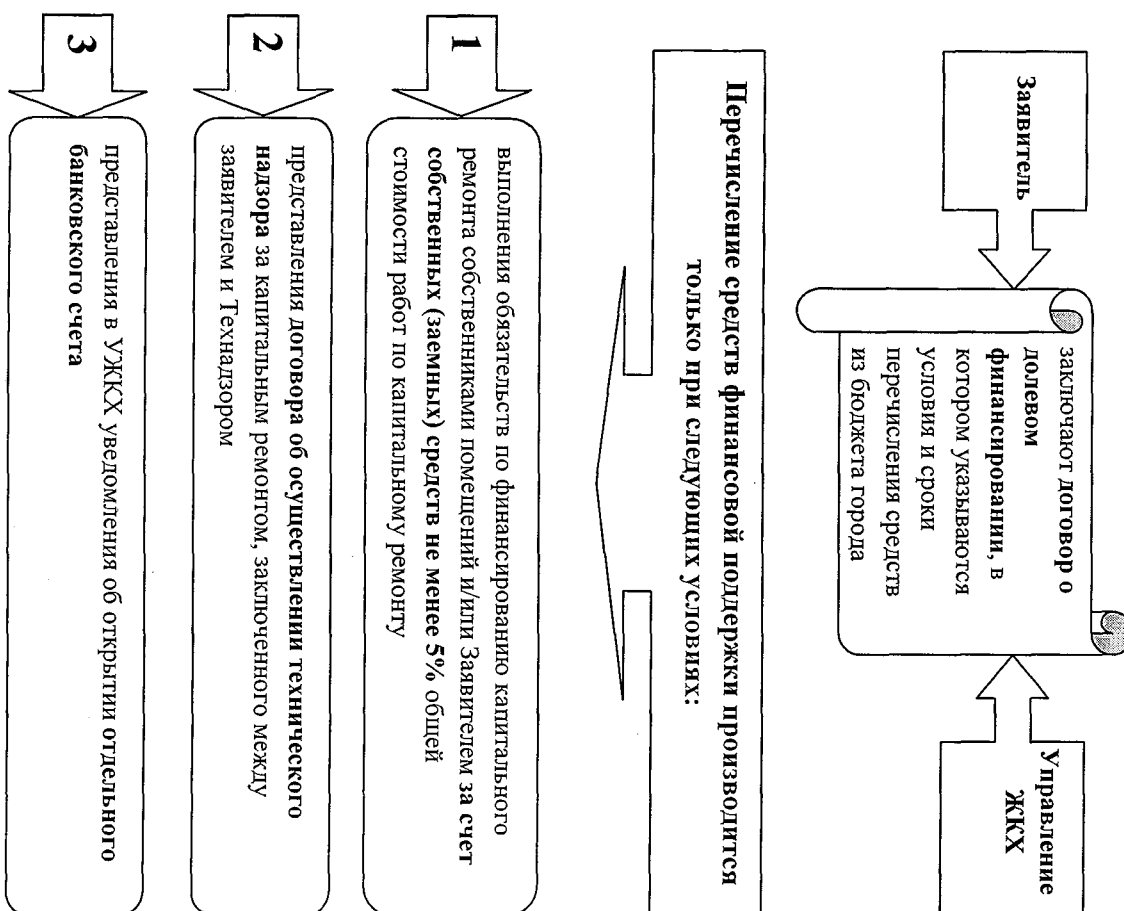 Заявитель
заключают договор о
долевом
финансировании, в
котором указываются
условия и сроки
перечисления средств
из бюджета города
Управление
ЖКХ
Перечисление средств финансовой поддержки производится
только при следующих условиях:
1
выполнения обязательств по финансированию капитального
ремонта собственниками помещений и/или Заявителем за счет
собственных (заемных) средств не менее 5% общей
стоимости работ по капитальному ремонту
2
представления договора об осуществлении технического
надзора за капитальным ремонтом, заключенного между
заявителем и Технадзором
3
представления в УЖКХ уведомления об открытии отдельного
банковского счета